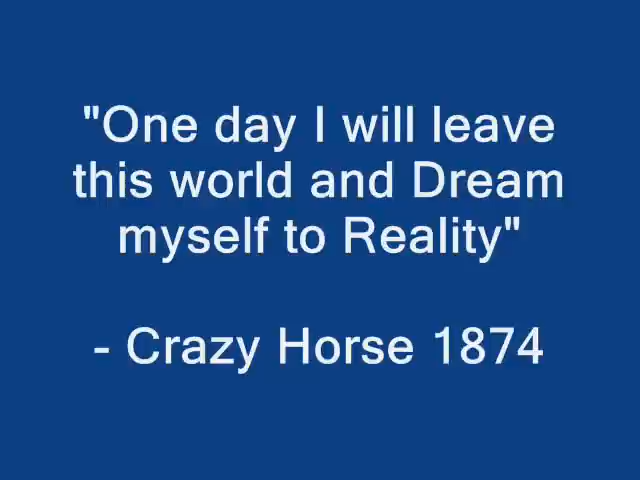 "One day I will leave
this world and Dream
myself to Reality"
- Crazy Horse 1874